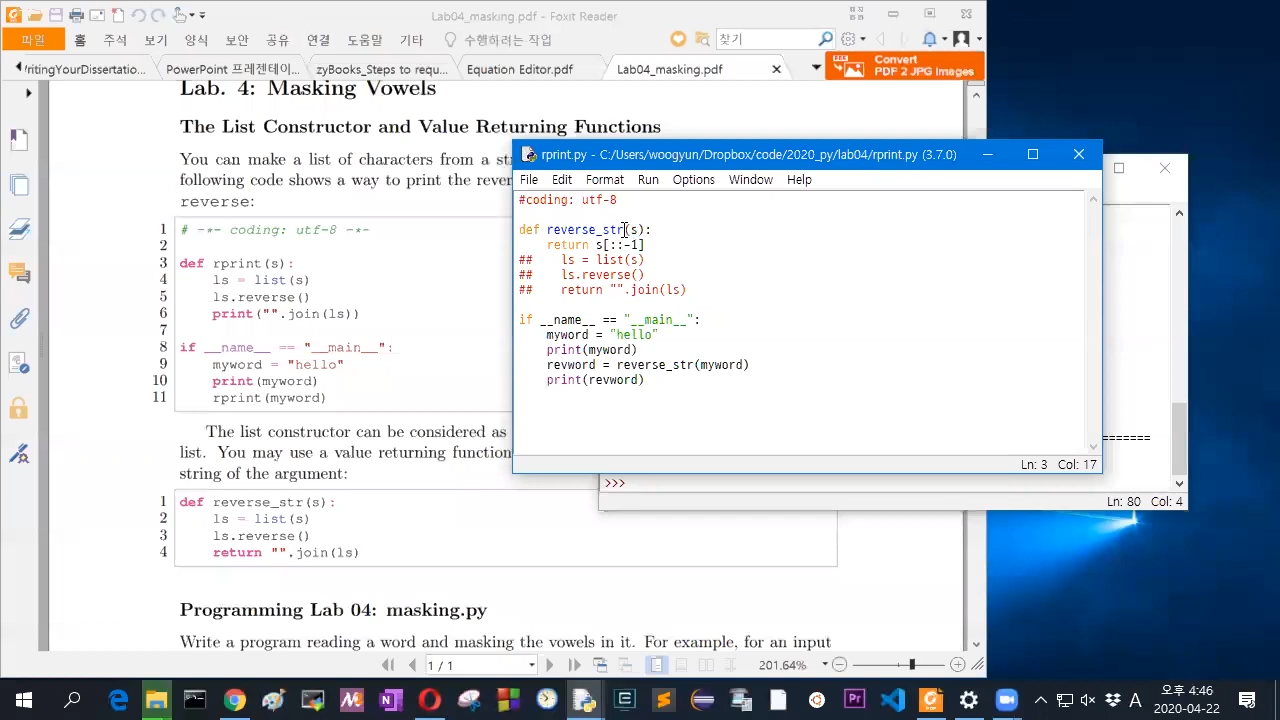 Lab04_masking.pdf - Foxit Reader
파일 홈 주석 보기 양식 보안 공유 연결 도움말 기타 수행하려는 작업 찾기
ritingYourDissertatio... PowerPoint 프레젠테이... zyBooks_Steps to requ... Equation Editor.pdf Lab04_masking.pdf
Convert
PDF 2 JPG Images
Lab. 4: Masking Vowels
The List Constructor and Value Returning Functions
You can make a list of characters from a str
following code shows a way to print the rever
reverse:
1 # -*- coding: utf-8 -*-
2
3 def rprint(s):
4 ls = list(s)
5 ls.reverse()
6 print("".join(ls))
7
8 if __name__ == "__main__":
9 myword = "hello"
10 print(myword)
11 rprint(myword)
The list constructor can be considered as
list. You may use a value returning function
string of the argument:
1 def reverse_str(s):
2 ls = list(s)
3 ls.reverse()
4 return "".join(ls)
Programming Lab 04: masking.py
Write a program reading a word and masking the vowels in it. For example, for an input
1 / 1 201.64%
rprint.py - C:/Users/woogyun/Dropbox/code/2020_py/lab04/rprint.py (3.7.0)
File Edit Format Run Options Window Help
#coding: utf-8
def reverse_str(s):
return s[::-1]
## ls = list(s)
## ls.reverse()
## return "".join(ls)
if __name__ == "__main__":
myword = "hello"
print(myword)
revword = reverse_str(myword)
print(revword)
Ln: 3 Col: 17
=======
>>>
Ln: 80 Col: 4
A 오후 4:46
2020-04-22